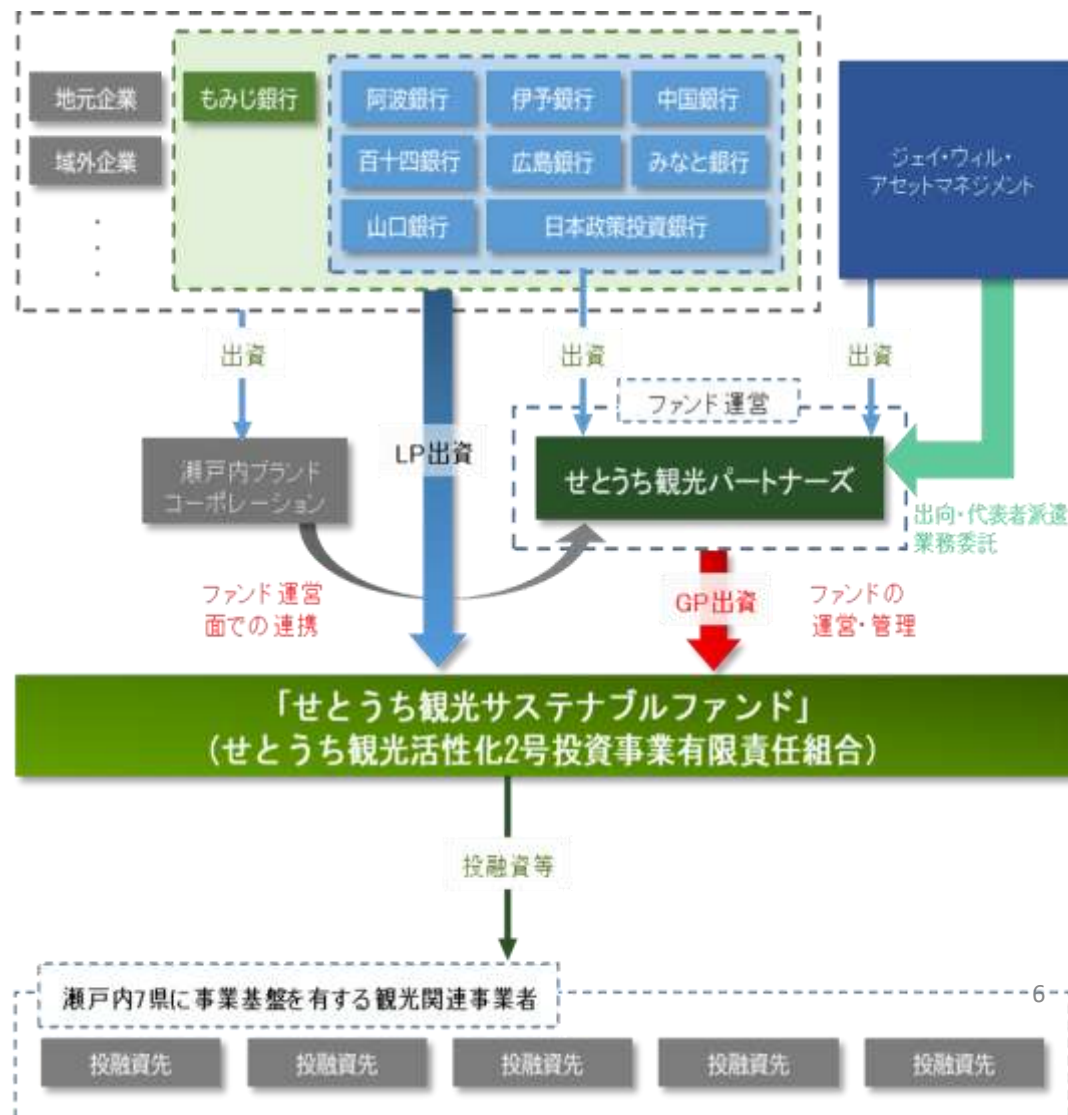 地元企業
もみじ銀行
阿波銀行
伊予銀行
中国銀行
域外企業
百十四銀行
広島銀行
みなと銀行
山口銀行
日本政策投資銀行
ジェイ・ウィル・
アセットマネジメント
出資
出資
出資
ファンド運営
瀬戸内ブランド
コーポレーション
LP出資
せとうち観光パートナーズ
出向・代表者派遣
業務委託
ファンド運営
面での連携
GP出資
ファンドの
運営・管理
「せとうち観光サステナブルファンド」
(せとうち観光活性化2号投資事業有限責任組合)
投融資等
瀬戸内7県に事業基盤を有する観光関連事業者
6
投融資先
投融資先
投融資先
投融資先
投融資先